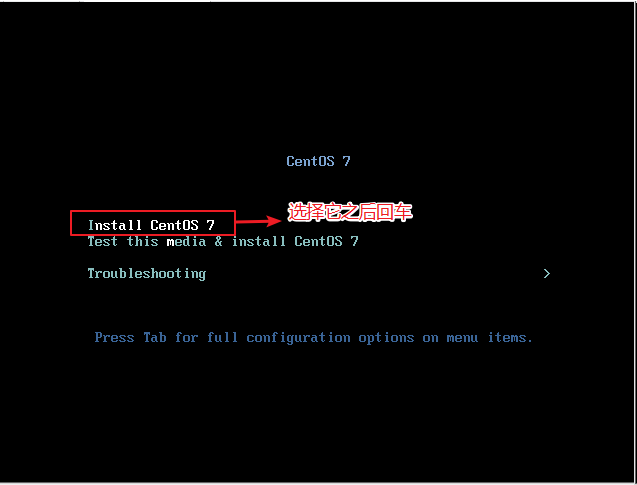 CentOS 7
选择它之后回车
Install CentOS 7
Test this media & install CentOS 7
Troubleshooting >
Press Tab for full configuration options on menu items.